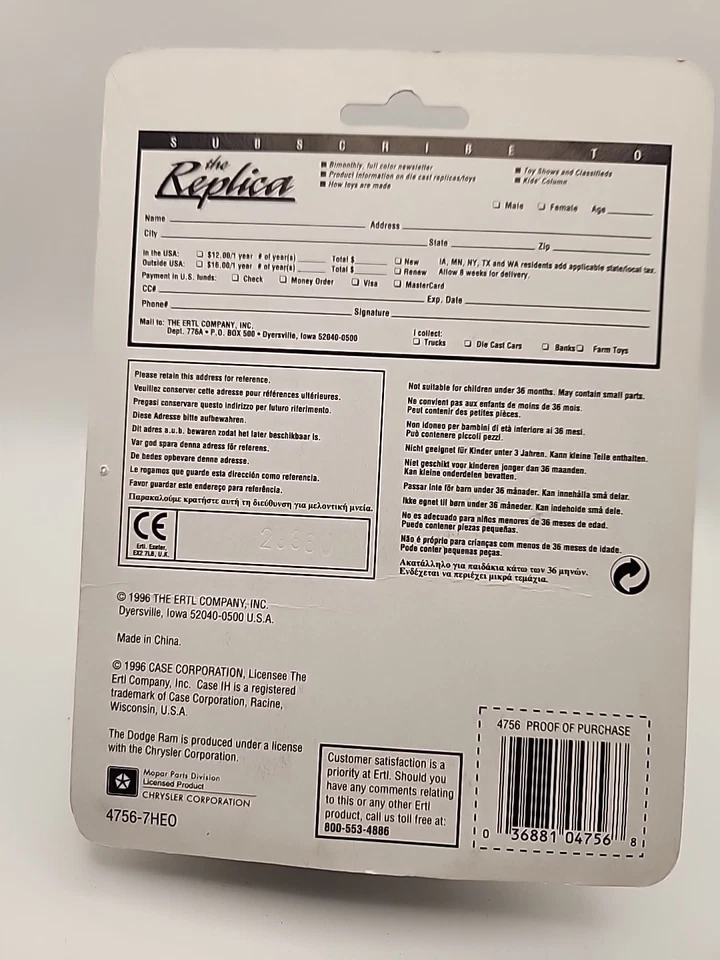 SUBSCRIBE TO
the
Replica
■ Bimonthly, full color newsletter
■ Product information on die cast replicas/toys
■ How toys are made
■ Toy Shows and Classifieds
■ Kids' Column
☐ Male ☐ Female Age
Name Address
City State Zip
In the USA: ☐ $12.00/1 year # of year(s) Total $ ☐ New IA, MN, NY, TX and WA residents add applicable state/local tax.
Outside USA: ☐ $16.00/1 year # of year(s) Total $ ☐ Renew Allow 8 weeks for delivery.
Payment in U.S. funds: ☐ Check ☐ Money Order ☐ Visa ☐ MasterCard
CC# Exp. Date
Phone# Signature
Mail to: THE ERTL COMPANY, INC.
Dept. 776A • P.O. BOX 500 • Dyersville, Iowa 52040-0500
I collect:
☐ Trucks ☐ Die Cast Cars ☐ Banks ☐ Farm Toys
Please retain this address for reference.
Veuillez conserver cette adresse pour références ultérieures.
Pregasi conservare questo indirizzo per futuro riferimento.
Diese Adresse bitte aufbewahren.
Dit adres a.u.b. bewaren zodat het later beschikbaar is.
Var god spara denna adress för referens.
De bedes opbevare denne adresse.
Le rogamos que guarde esta dirección como referencia.
Favor guardar este endereço para referência.
Παρακαλούμε κρατήστε αυτή τη διεύθυνση για μελοντική μνεία.
CE
Ertl. Exeter,
EX2 7LB, U.K.
Not suitable for children under 36 months. May contain small parts.
Ne convient pas aux enfants de moins de 36 mois.
Peut contenir des petites pièces.
Non idoneo per bambini di età inferiore ai 36 mesi.
Può contenere piccoli pezzi.
Nicht geeignet für Kinder unter 3 Jahren. Kann kleine Teile enthalten.
Niet geschikt voor kinderen jonger dan 36 maanden.
Kan kleine onderdelen bevatten.
Passar inte för barn under 36 månader. Kan innehålla små delar.
Ikke egnet til børn under 36 måneder. Kan indeholde små dele.
No es adecuado para niños menores de 36 meses de edad.
Puede contener piezas pequeñas.
Não é próprio para crianças com menos de 36 meses de idade.
Pode conter pequenas peças.
Ακατάλληλο για παιδάκια κάτω των 36 μηνών.
Ενδέχεται να περιέχει μικρά τεμάχια.
© 1996 THE ERTL COMPANY, INC.
Dyersville, Iowa 52040-0500 U.S.A.
Made in China.
© 1996 CASE CORPORATION, Licensee The
Ertl Company, Inc. Case IH is a registered
trademark of Case Corporation, Racine,
Wisconsin, U.S.A.
The Dodge Ram is produced under a license
with the Chrysler Corporation.
Mopar Parts Division
Licensed Product
CHRYSLER CORPORATION
4756-7HEO
Customer satisfaction is a
priority at Ertl. Should you
have any comments relating
to this or any other Ertl
product, call us toll free at:
800-553-4886
4756 PROOF OF PURCHASE
0 36881 04756 8